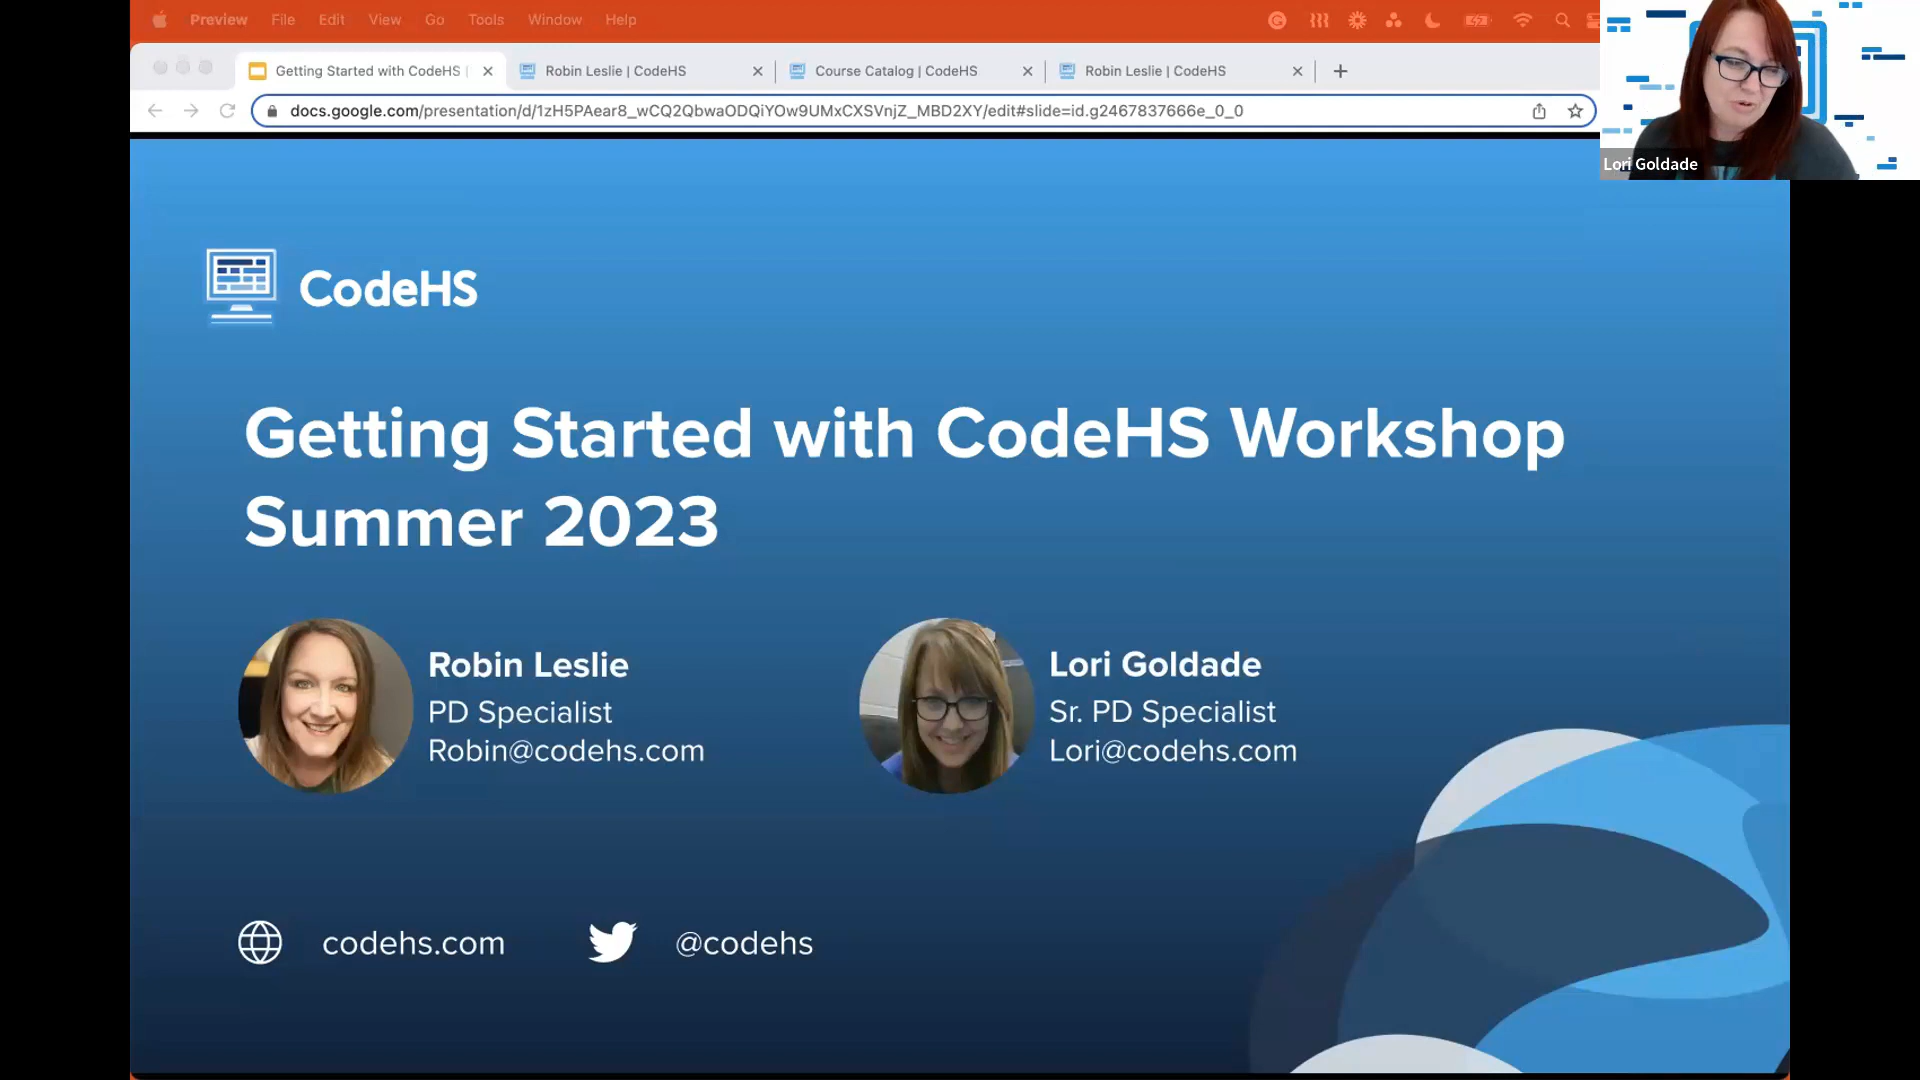 Preview File Edit View Go Tools Window Help
Getting Started with CodeHS |
Robin Leslie | CodeHS
Course Catalog | CodeHS
Robin Leslie | CodeHS
docs.google.com/presentation/d/1zH5PAear8_wCQ2QbwaODQiYOw9UMxCXSVnjZ_MBD2XY/edit#slide=id.g2467837666e_0_0
Lori Goldade
CodeHS
Getting Started with CodeHS Workshop
Summer 2023
Robin Leslie
PD Specialist
Robin@codehs.com
Lori Goldade
Sr. PD Specialist
Lori@codehs.com
codehs.com
@codehs